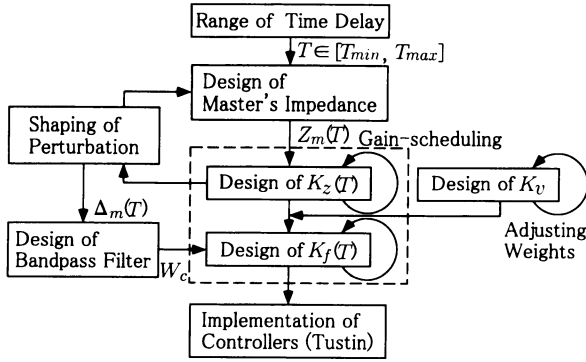 Range of Time Delay
T∈[Tmin, Tmax]
Design of
Master's Impedance
Shaping of
Perturbation
Zm(T)
Gain-scheduling
Design of Kz(T)
Design of Kv
Δm(T)
Design of
Bandpass Filter
Wc
Design of Kf(T)
Adjusting
Weights
Implementation of
Controllers (Tustin)